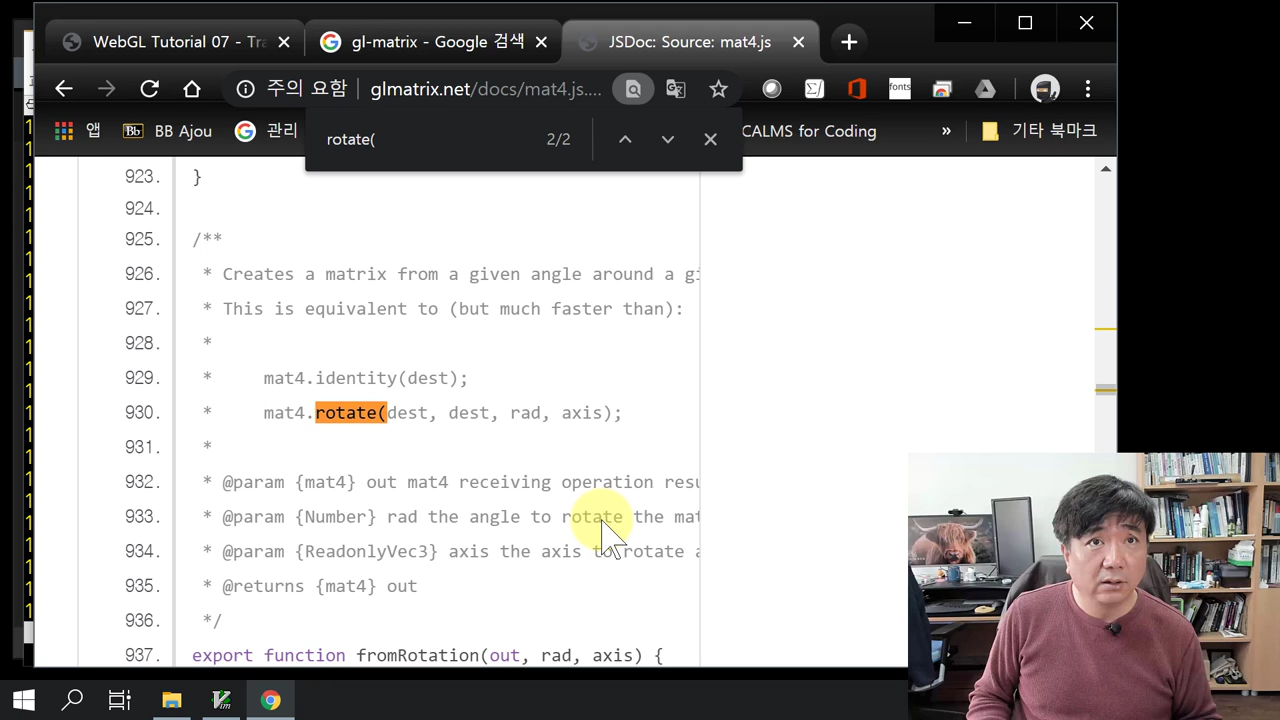 WebGL Tutorial 07 - Tra
gl-matrix - Google 검색
JSDoc: Source: mat4.js
주의 요함
glmatrix.net/docs/mat4.js....
fonts
앱
Bb
BB Ajou
관리
rotate(
2/2
CALMS for Coding
»
기타 북마크
923. }
924.
925. /**
926. * Creates a matrix from a given angle around a gi
927. * This is equivalent to (but much faster than):
928. *
929. * mat4.identity(dest);
930. * mat4.rotate(dest, dest, rad, axis);
931. *
932. * @param {mat4} out mat4 receiving operation resu
933. * @param {Number} rad the angle to rotate the mat
934. * @param {ReadonlyVec3} axis the axis to rotate a
935. * @returns {mat4} out
936. */
937. export function fromRotation(out, rad, axis) {